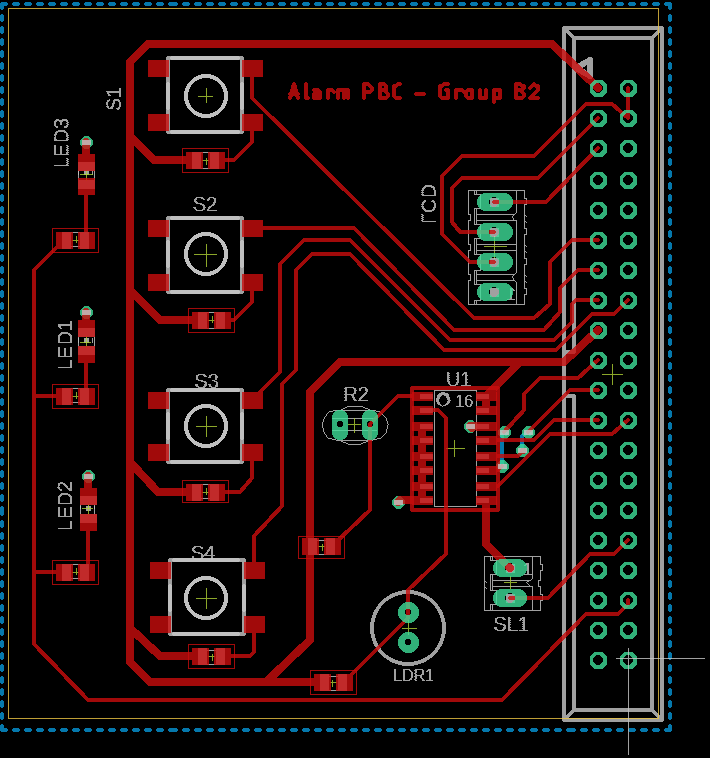 Alarm PBC - Group B2
S1
LED3
LCD
S2
LED1
S3
U1
R2
16
LED2
S4
SL1
LDR1